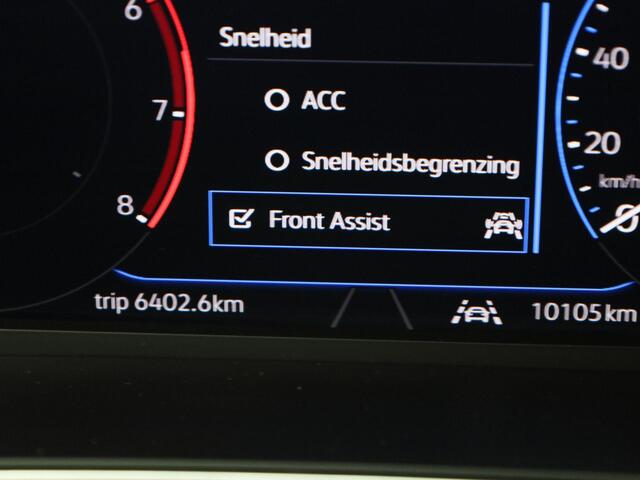 6
Snelheid
40
ACC
7
20
Snelheidsbegrenzing
km/h
8
Front Assist
trip 6402.6km
10105 km